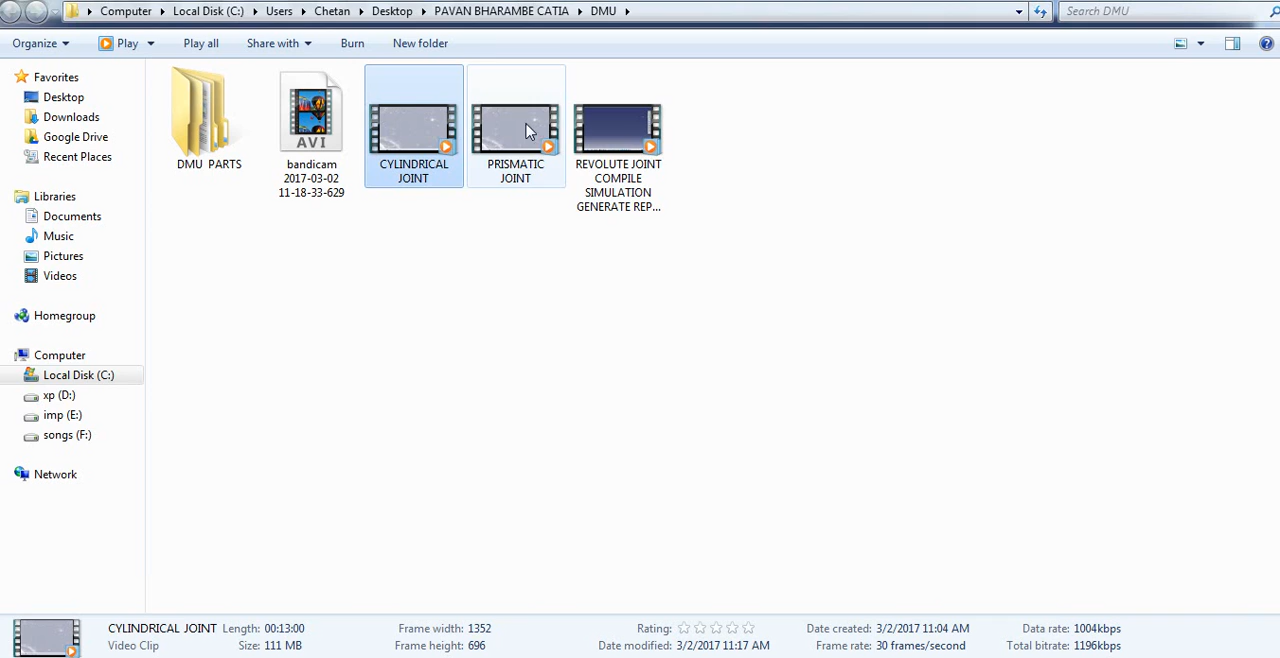 Computer Local Disk (C:) Users Chetan Desktop PAVAN BHARAMBE CATIA DMU Search DMU
Organize Play Play all Share with Burn New folder
Favorites
Desktop
Downloads
Google Drive
Recent Places
Libraries
Documents
Music
Pictures
Videos
Homegroup
Computer
Local Disk (C:)
xp (D:)
imp (E:)
songs (F:)
Network
DMU PARTS
AVI
bandicam
2017-03-02
11-18-33-629
CYLINDRICAL
JOINT
PRISMATIC
JOINT
REVOLUTE JOINT
COMPILE
SIMULATION
GENERATE REP...
CYLINDRICAL JOINT Length: 00:13:00 Frame width: 1352 Rating: Date created: 3/2/2017 11:04 AM Data rate: 1004kbps
Video Clip Size: 111 MB Frame height: 696 Date modified: 3/2/2017 11:17 AM Frame rate: 30 frames/second Total bitrate: 1196kbps